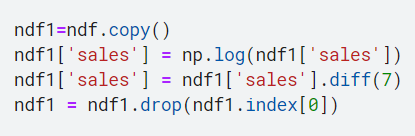 ndf1=ndf.copy()
ndf1['sales'] = np.log(ndf1['sales'])
ndf1['sales'] = ndf1['sales'].diff(7)
ndf1 = ndf1.drop(ndf1.index[0])